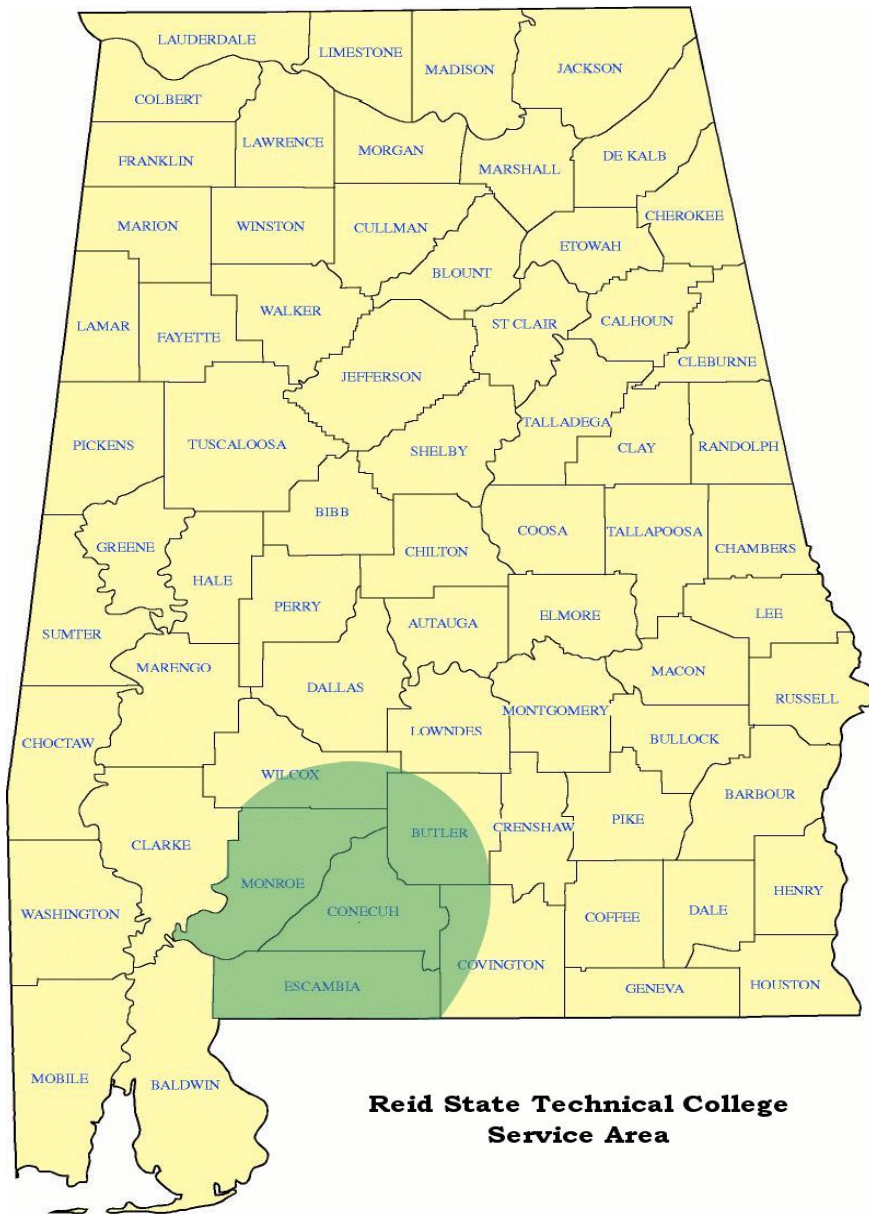 LAUDERDALE
LIMESTONE
MADISON
JACKSON
COLBERT
LAWRENCE
MORGAN
FRANKLIN
MARSHALL
DE KALB
MARION
WINSTON
CULLMAN
CHEROKEE
ETOWAH
BLOUNT
LAMAR
FAYETTE
WALKER
ST CLAIR
CALHOUN
CLEBURNE
JEFFERSON
TALLADEGA
PICKENS
TUSCALOOSA
SHELBY
CLAY
RANDOLPH
BIBB
COOSA
TALLAPOOSA
GREENE
CHILTON
CHAMBERS
HALE
PERRY
AUTAUGA
ELMORE
LEE
SUMTER
MARENGO
DALLAS
MACON
RUSSELL
MONTGOMERY
LOWNDES
BULLOCK
CHOCTAW
WILCOX
BARBOUR
CLARKE
BUTLER
CRENSHAW
PIKE
MONROE
HENRY
WASHINGTON
CONECUH
COFFEE
DALE
COVINGTON
ESCAMBIA
GENEVA
HOUSTON
MOBILE
BALDWIN
Reid State Technical College
Service Area